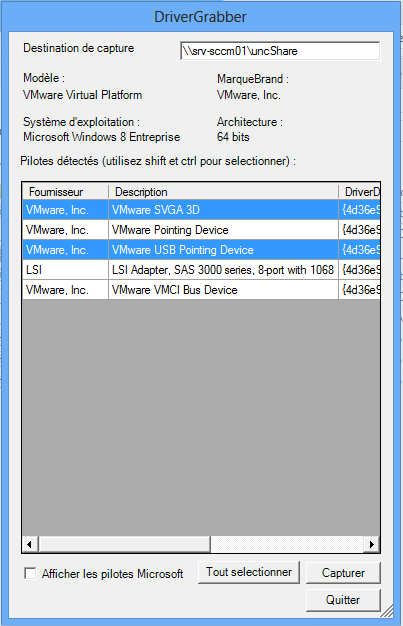 DriverGrabber
Destination de capture \\srv-sccm01\uncShare
Modèle : MarqueBrand :
VMware Virtual Platform VMware, Inc.
Système d'exploitation : Architecture :
Microsoft Windows 8 Entreprise 64 bits
Pilotes détectés (utilisez shift et ctrl pour selectionner) :
Fournisseur Description DriverD
VMware, Inc. VMware SVGA 3D {4d36e9
VMware, Inc. VMware Pointing Device {4d36e9
VMware, Inc. VMware USB Pointing Device {4d36e9
LSI LSI Adapter, SAS 3000 series, 8-port with 1068 {4d36e9
VMware, Inc. VMware VMCI Bus Device {4d36e9
Afficher les pilotes Microsoft Tout selectionner Capturer
Quitter